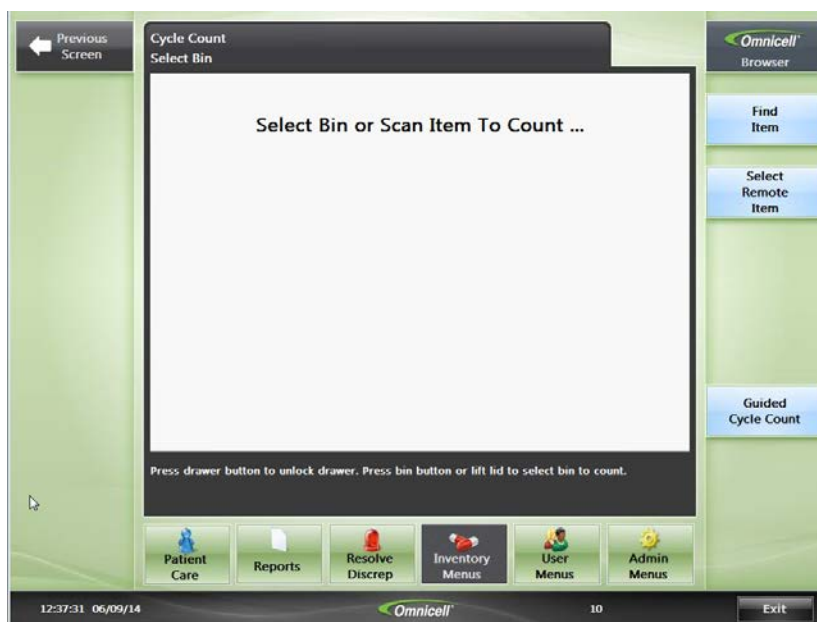 Previous
Screen
Cycle Count
Select Bin
Omnicell
Browser
Select Bin or Scan Item To Count ...
Find
Item
Select
Remote
Item
Guided
Cycle Count
Press drawer button to unlock drawer. Press bin button or lift lid to select bin to count.
Patient
Care
Reports
Resolve
Discrep
Inventory
Menus
User
Menus
Admin
Menus
12:37:31 06/09/14
Omnicell
10
Exit